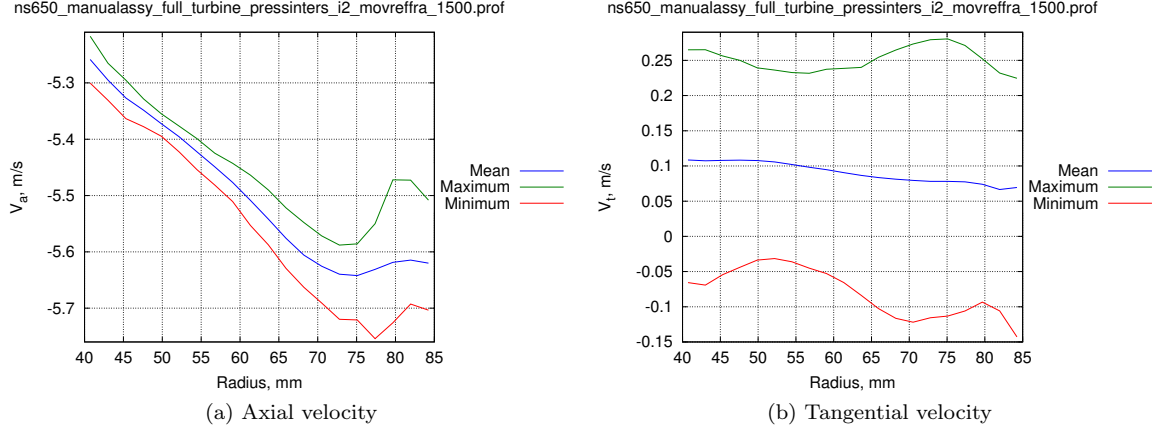 ns650_manualassy_full_turbine_pressinters_i2_movreffra_1500.prof
-5.3
-5.4
-5.5
-5.6
-5.7
40 45 50 55 60 65 70 75 80 85
Radius, mm
Va, m/s
Mean
Maximum
Minimum
(a) Axial velocity
ns650_manualassy_full_turbine_pressinters_i2_movreffra_1500.prof
0.25
0.2
0.15
0.1
0.05
0
-0.05
-0.1
-0.15
40 45 50 55 60 65 70 75 80 85
Radius, mm
Vt, m/s
Mean
Maximum
Minimum
(b) Tangential velocity